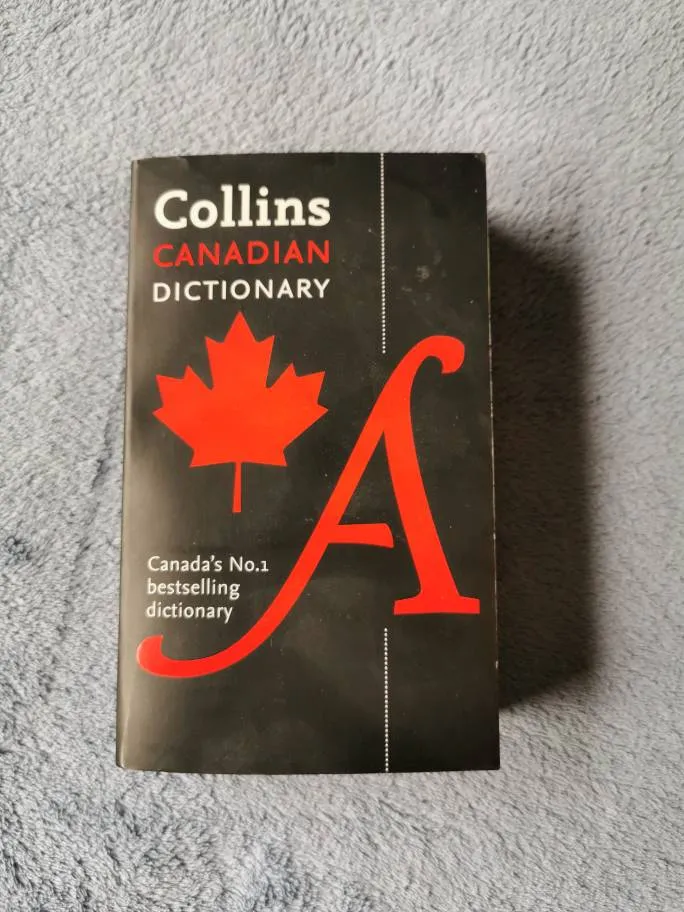 Collins
CANADIAN
DICTIONARY
A
Canada's No.1
bestselling
dictionary